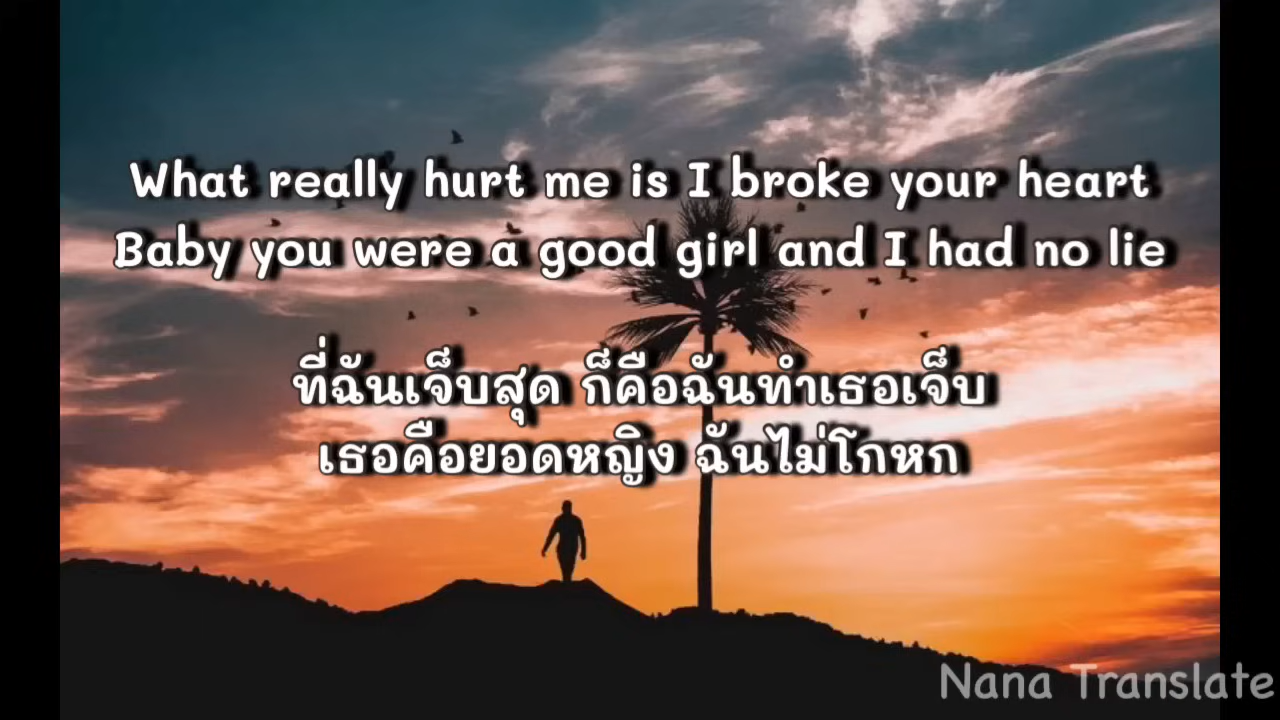 What really hurt me is I broke your heart
Baby you were a good girl and I had no lie
ที่ฉันเจ็บสุด ก็คือฉันทำเธอเจ็บ
เธอคือยอดหญิง ฉันไม่โกหก
Nana Translate